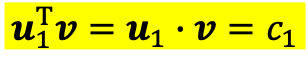 𝒖₁ᵀ𝒗 = 𝒖₁ · 𝒗 = 𝑐₁